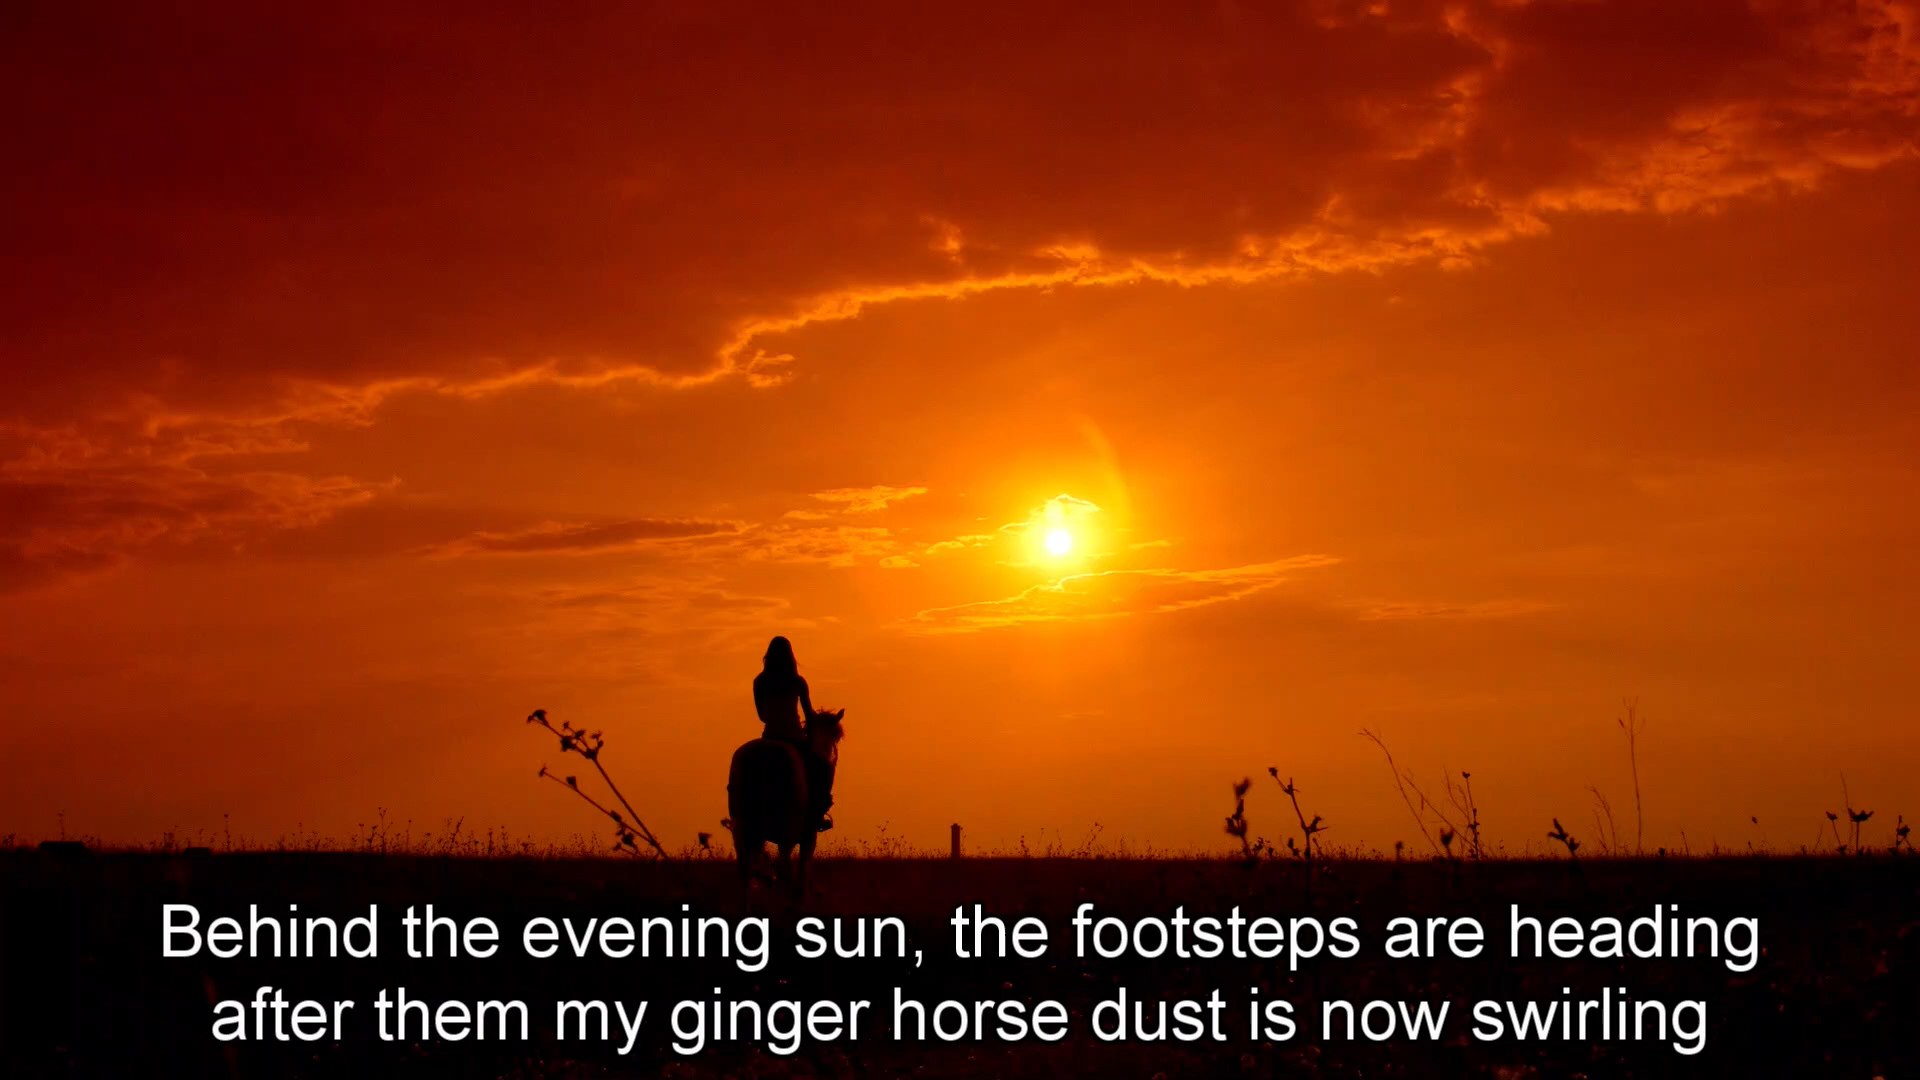 Behind the evening sun, the footsteps are heading
after them my ginger horse dust is now swirling